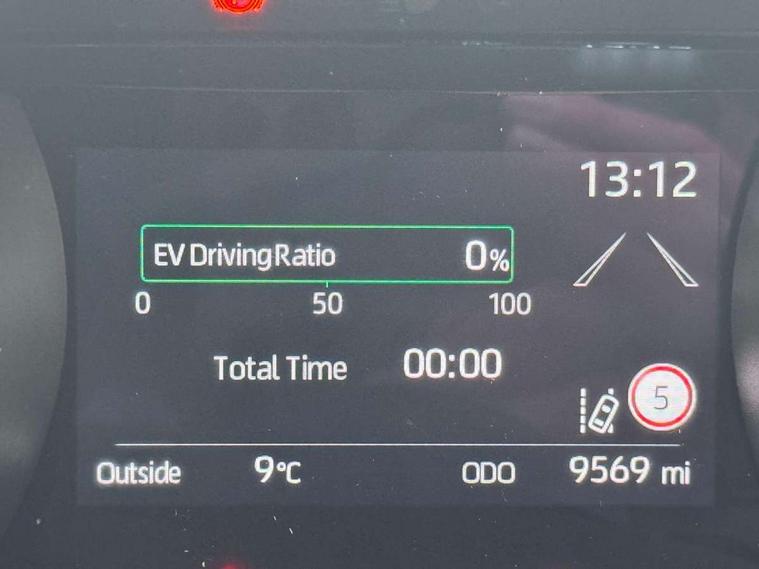 13:12
EV Driving Ratio 0%
0 50 100
Total Time 00:00
5
Outside 9°C ODO 9569 mi